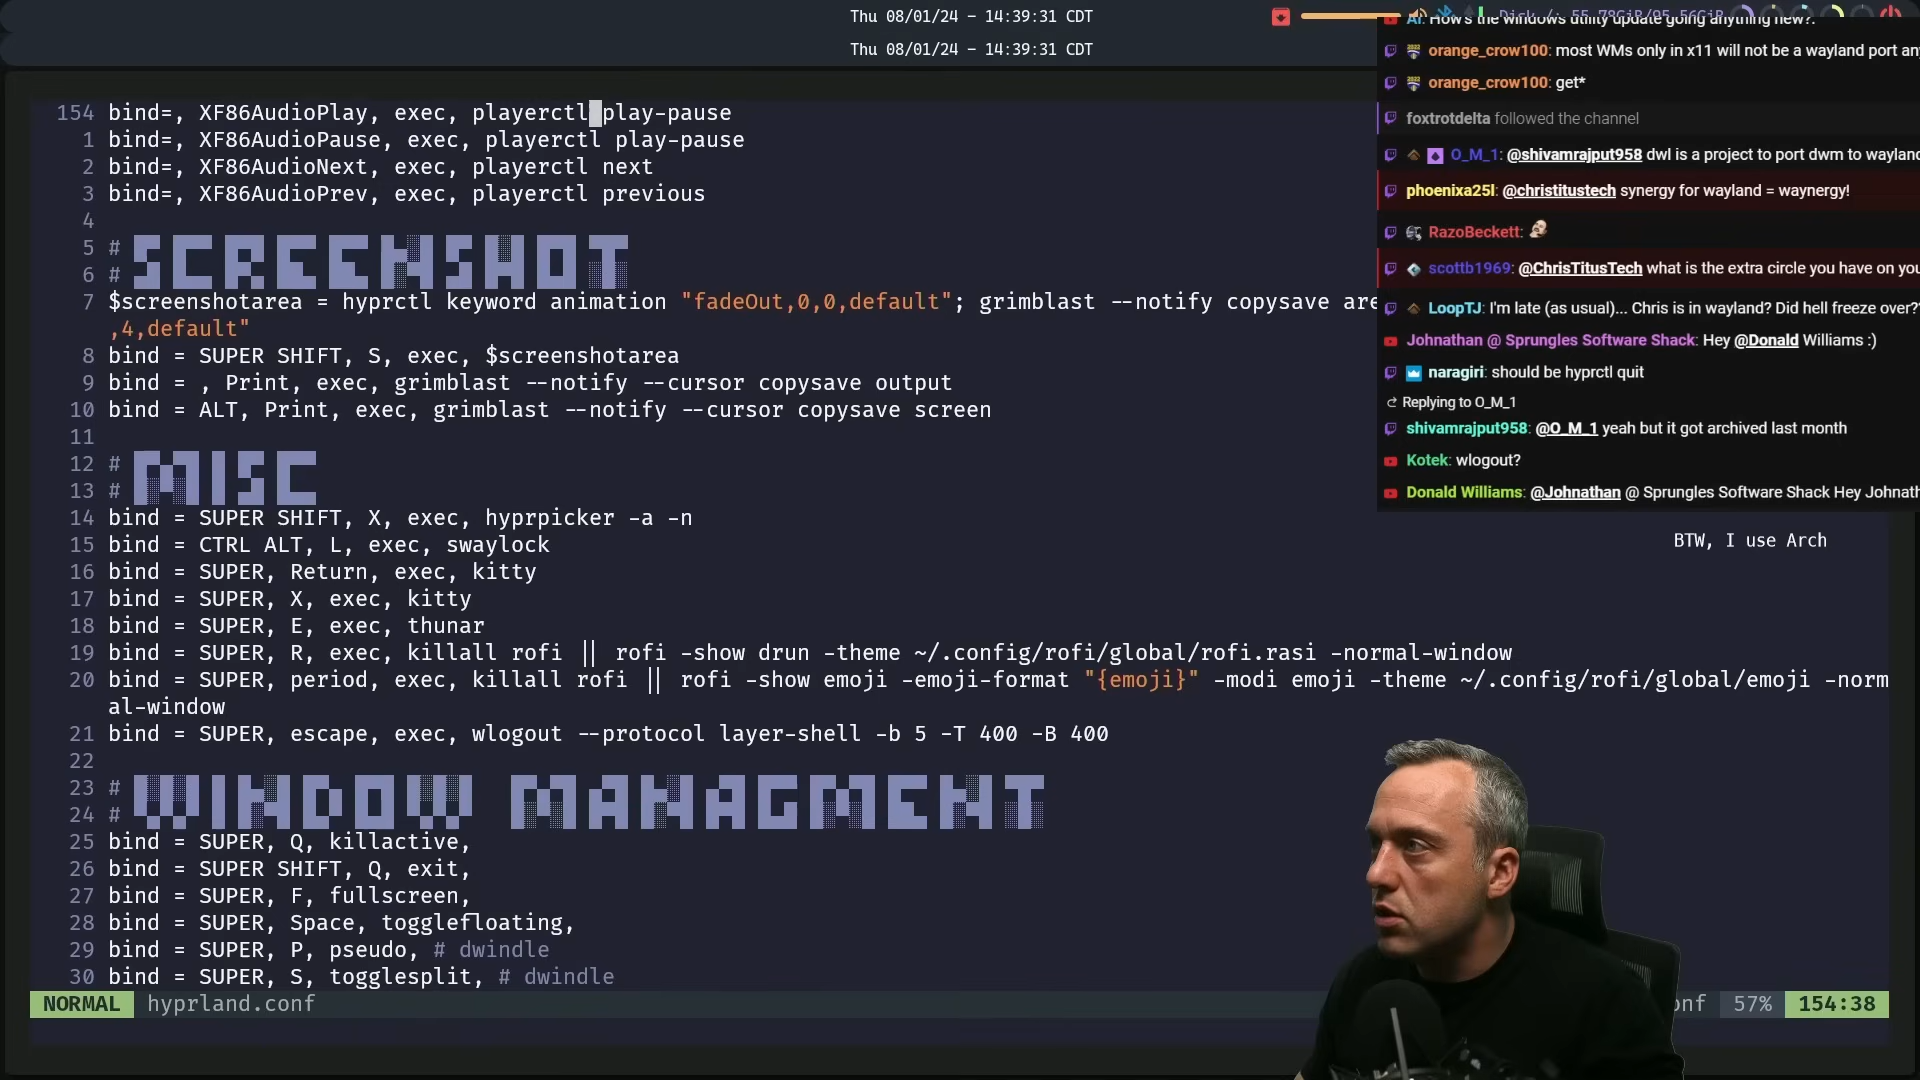 Thu 08/01/24 - 14:39:31 CDT
Disk /: 55.79GiB/95.56GiB
Thu 08/01/24 - 14:39:31 CDT
AI: How's the windows utility update going anything new?.
orange_crow100: most WMs only in x11 will not be a wayland port
orange_crow100: get*
foxtrotdelta followed the channel
O_M_1: @shivamrajput958 dwl is a project to port dwm to wayland
phoenixa25l: @christitustech synergy for wayland = waynergy!
RazoBeckett:
scottb1969: @ChrisTitusTech what is the extra circle you have on
LoopTJ: I'm late (as usual)... Chris is in wayland? Did hell freeze over?
Johnathan @ Sprungles Software Shack: Hey @Donald Williams :)
naragiri: should be hyprctl quit
Replying to O_M_1
shivamrajput958: @O_M_1 yeah but it got archived last month
Kotek: wlogout?
Donald Williams: @Johnathan @ Sprungles Software Shack Hey
BTW, I use Arch
154 bind=, XF86AudioPlay, exec, playerctl play-pause
1 bind=, XF86AudioPause, exec, playerctl play-pause
2 bind=, XF86AudioNext, exec, playerctl next
3 bind=, XF86AudioPrev, exec, playerctl previous
4
5 # SCREENSHOT
6 #
7 $screenshotarea = hyprctl keyword animation "fadeOut,0,0,default"; grimblast --notify copysave
,4,default"
8 bind = SUPER SHIFT, S, exec, $screenshotarea
9 bind = , Print, exec, grimblast --notify --cursor copysave output
10 bind = ALT, Print, exec, grimblast --notify --cursor copysave screen
11
12 # MISC
13 #
14 bind = SUPER SHIFT, X, exec, hyprpicker -a -n
15 bind = CTRL ALT, L, exec, swaylock
16 bind = SUPER, Return, exec, kitty
17 bind = SUPER, X, exec, kitty
18 bind = SUPER, E, exec, thunar
19 bind = SUPER, R, exec, killall rofi || rofi -show drun -theme ~/.config/rofi/global/rofi.rasi -normal-window
20 bind = SUPER, period, exec, killall rofi || rofi -show emoji -emoji-format "{emoji}" -modi emoji -theme ~/.config/rofi/global/emoji -norm
al-window
21 bind = SUPER, escape, exec, wlogout --protocol layer-shell -b 5 -T 400 -B 400
22
23 # WINDOW MANAGMENT
24 #
25 bind = SUPER, Q, killactive,
26 bind = SUPER SHIFT, Q, exit,
27 bind = SUPER, F, fullscreen,
28 bind = SUPER, Space, togglefloating,
29 bind = SUPER, P, pseudo, # dwindle
30 bind = SUPER, S, togglesplit, # dwindle
NORMAL hyprland.conf 57% 154:38